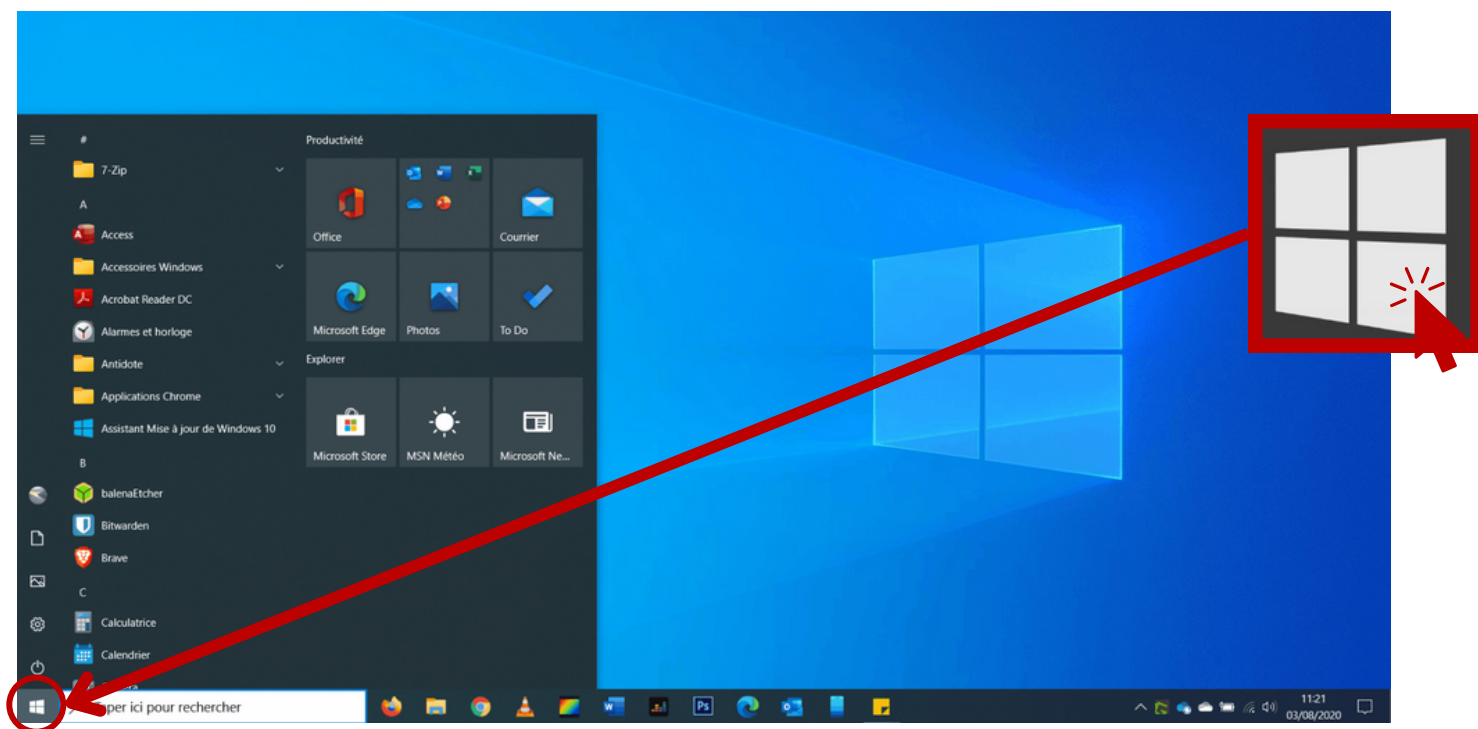 #
7-Zip
A
Access
Accessoires Windows
Acrobat Reader DC
Alarmes et horloge
Antidote
Applications Chrome
Assistant Mise à jour de Windows 10
B
balenaEtcher
Bitwarden
Brave
C
Calculatrice
Calendrier
Productivité
Office
Courrier
Microsoft Edge
Photos
To Do
Explorer
Microsoft Store
MSN Météo
Microsoft Ne...
per ici pour rechercher
Ps
11:21
03/08/2020